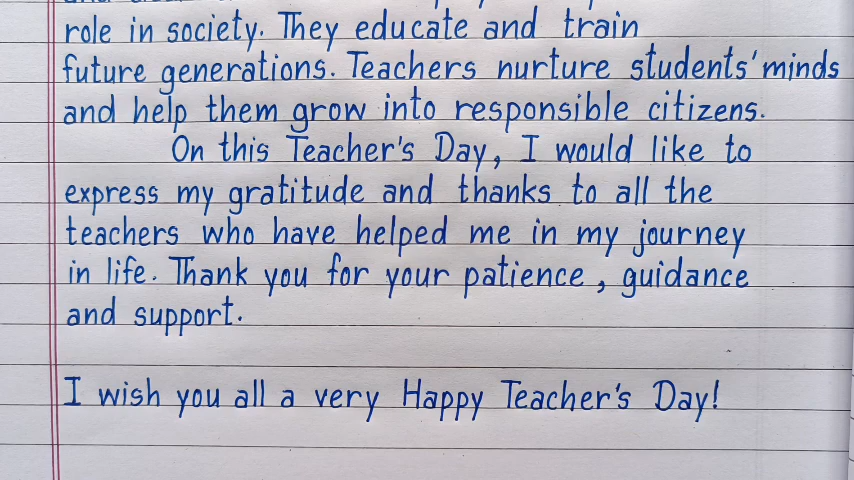 role in society. They educate and train
future generations. Teachers nurture students' minds
and help them grow into responsible citizens.
On this Teacher's Day, I would like to
express my gratitude and thanks to all the
teachers who have helped me in my journey
in life. Thank you for your patience, guidance
and support.
I wish you all a very Happy Teacher's Day!